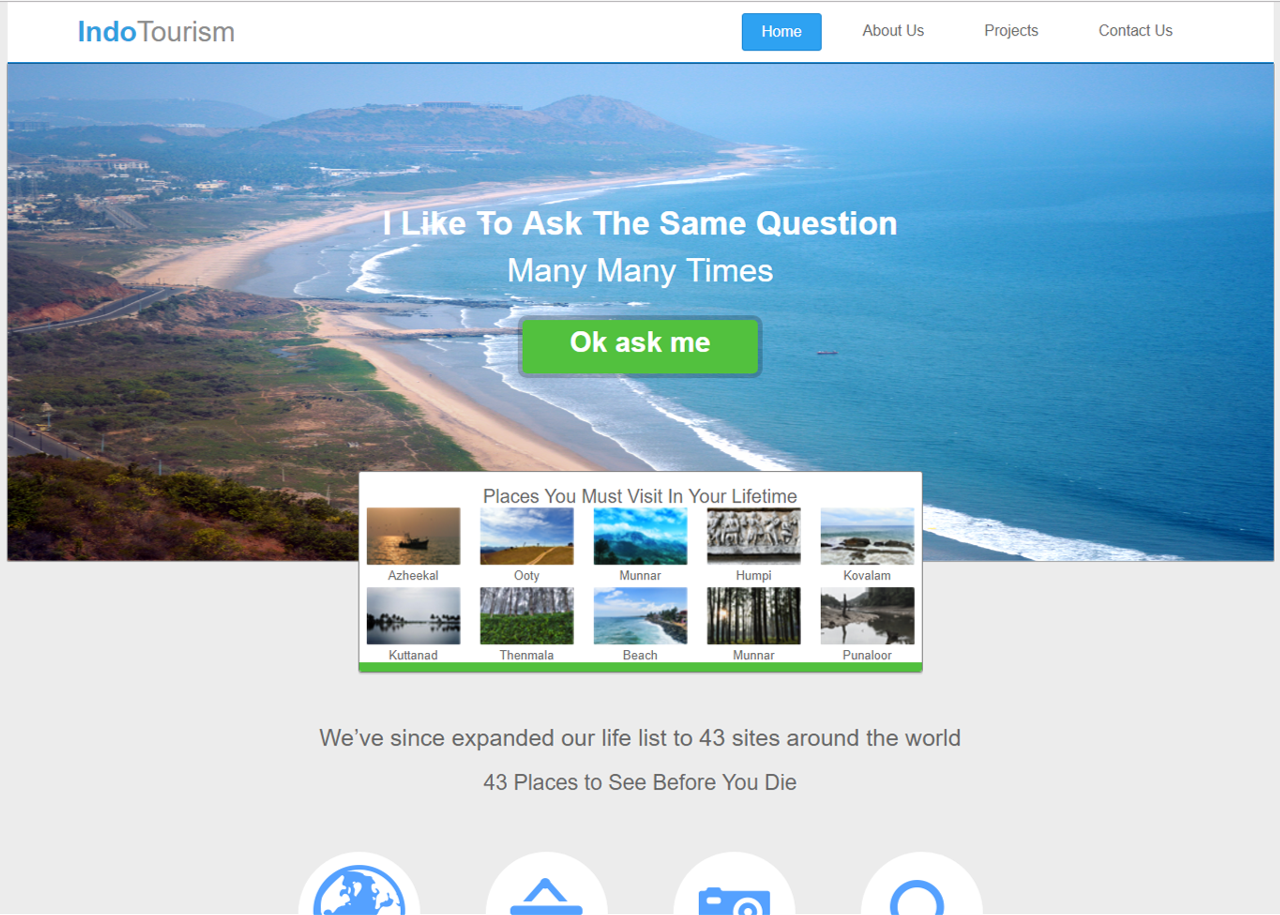 IndoTourism
Home About Us Projects Contact Us
I Like To Ask The Same Question
Many Many Times
Ok ask me
Places You Must Visit In Your Lifetime
Azheekal Ooty Munnar Humpi Kovalam
Kuttanad Thenmala Beach Munnar Punaloor
We’ve since expanded our life list to 43 sites around the world
43 Places to See Before You Die